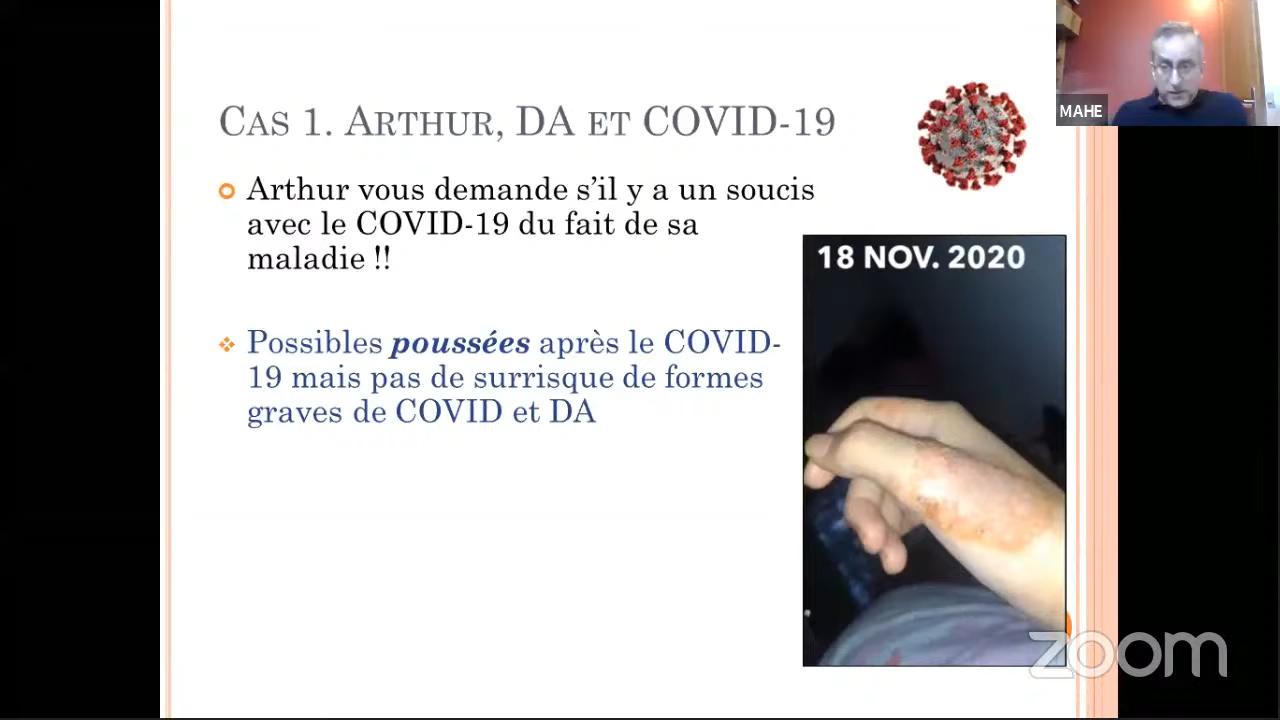 CAS 1. ARTHUR, DA ET COVID-19
MAHE
Arthur vous demande s’il y a un soucis
avec le COVID-19 du fait de sa
maladie !!
18 NOV. 2020
Possibles poussées après le COVID-
19 mais pas de surrisque de formes
graves de COVID et DA
zoom